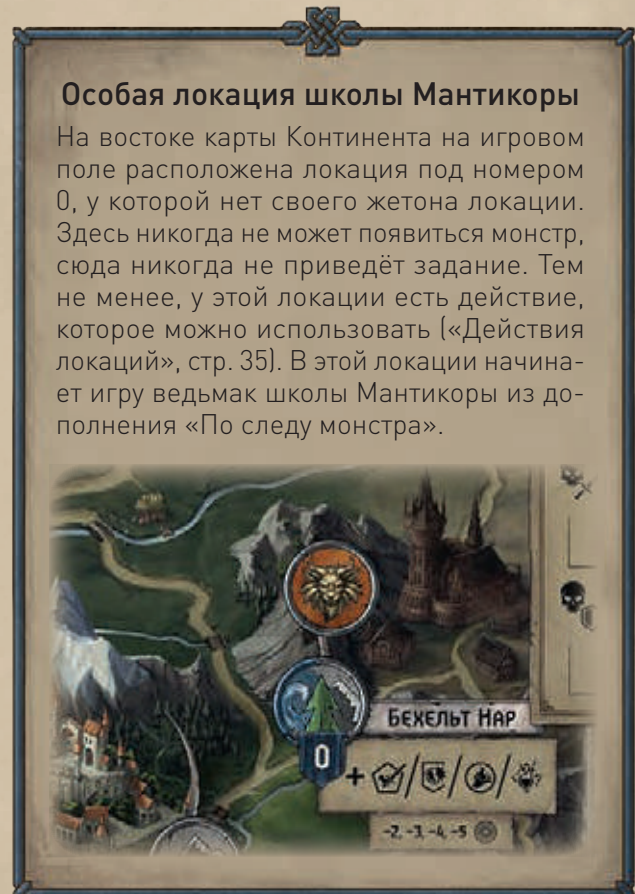 Особая локация школы Мантикоры
На востоке карты Континента на игровом
поле расположена локация под номером
0, у которой нет своего жетона локации.
Здесь никогда не может появиться монстр,
сюда никогда не приведёт задание. Тем
не менее, у этой локации есть действие,
которое можно использовать («Действия
локаций», стр. 35). В этой локации начина-
ет игру ведьмак школы Мантикоры из до-
полнения «По следу монстра».
БЕХЕЛЬТ НАР
0
+ / / /
-2, -3, -4, -5